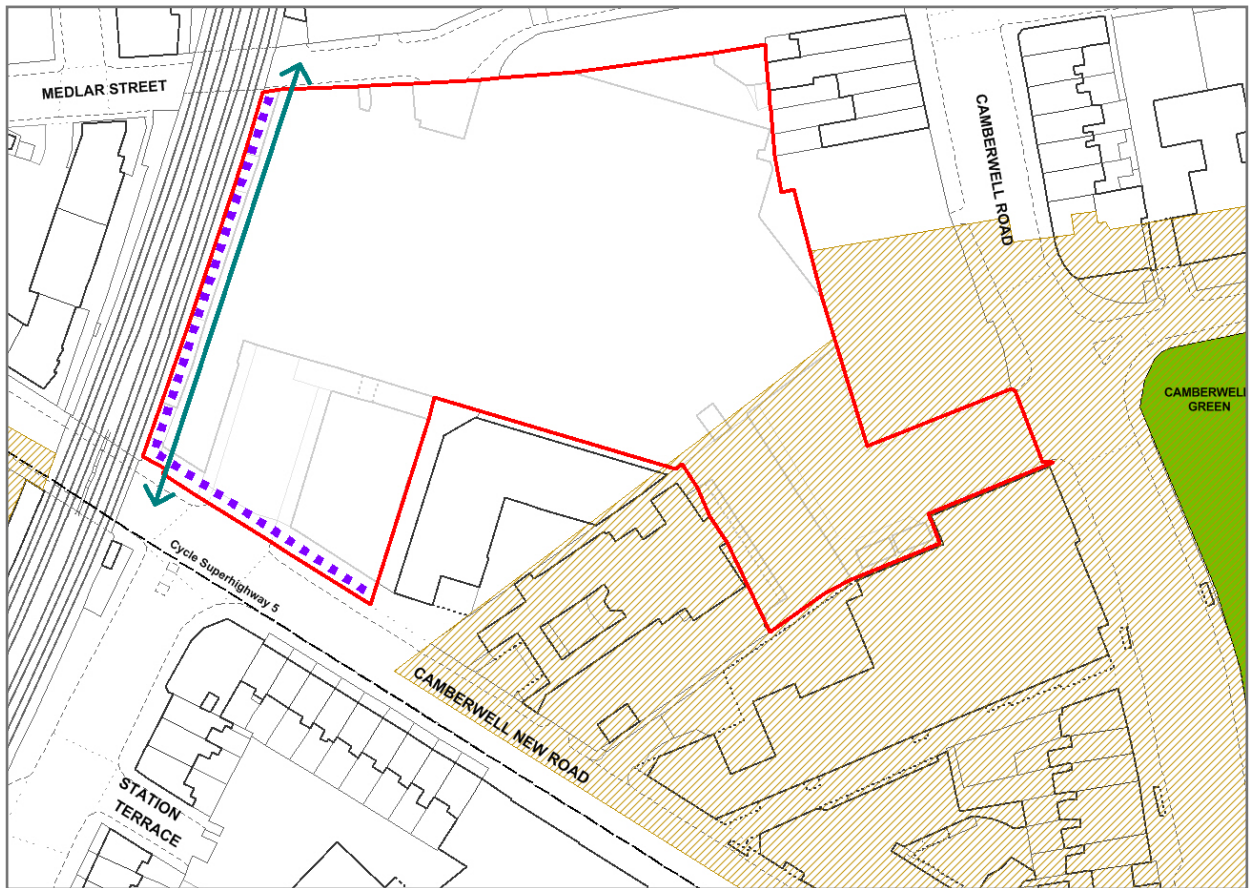 MEDLAR STREET
CAMBERWELL ROAD
CAMBERWELL
GREEN
Cycle Superhighway 5
CAMBERWELL NEW ROAD
STATION
TERRACE